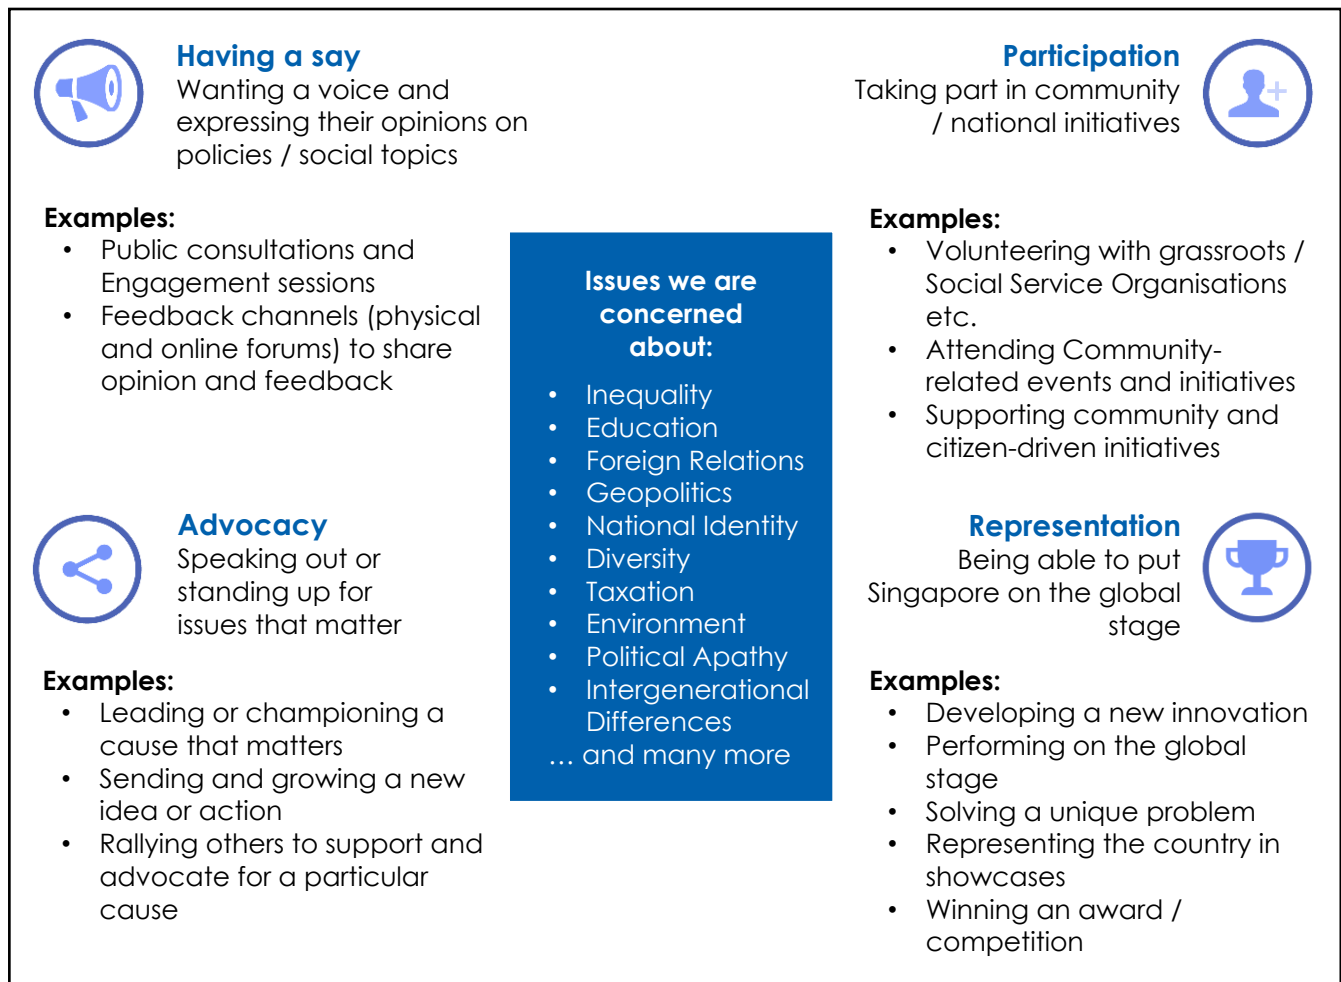 Having a say
Wanting a voice and
expressing their opinions on
policies / social topics
Examples:
• Public consultations and
Engagement sessions
• Feedback channels (physical
and online forums) to share
opinion and feedback
Participation
Taking part in community
/ national initiatives
Examples:
• Volunteering with grassroots /
Social Service Organisations
etc.
• Attending Community-
related events and initiatives
• Supporting community and
citizen-driven initiatives
Issues we are
concerned
about:
• Inequality
• Education
• Foreign Relations
• Geopolitics
• National Identity
• Diversity
• Taxation
• Environment
• Political Apathy
• Intergenerational
Differences
… and many more
Advocacy
Speaking out or
standing up for
issues that matter
Examples:
• Leading or championing a
cause that matters
• Sending and growing a new
idea or action
• Rallying others to support and
advocate for a particular
cause
Representation
Being able to put
Singapore on the global
stage
Examples:
• Developing a new innovation
• Performing on the global
stage
• Solving a unique problem
• Representing the country in
showcases
• Winning an award /
competition